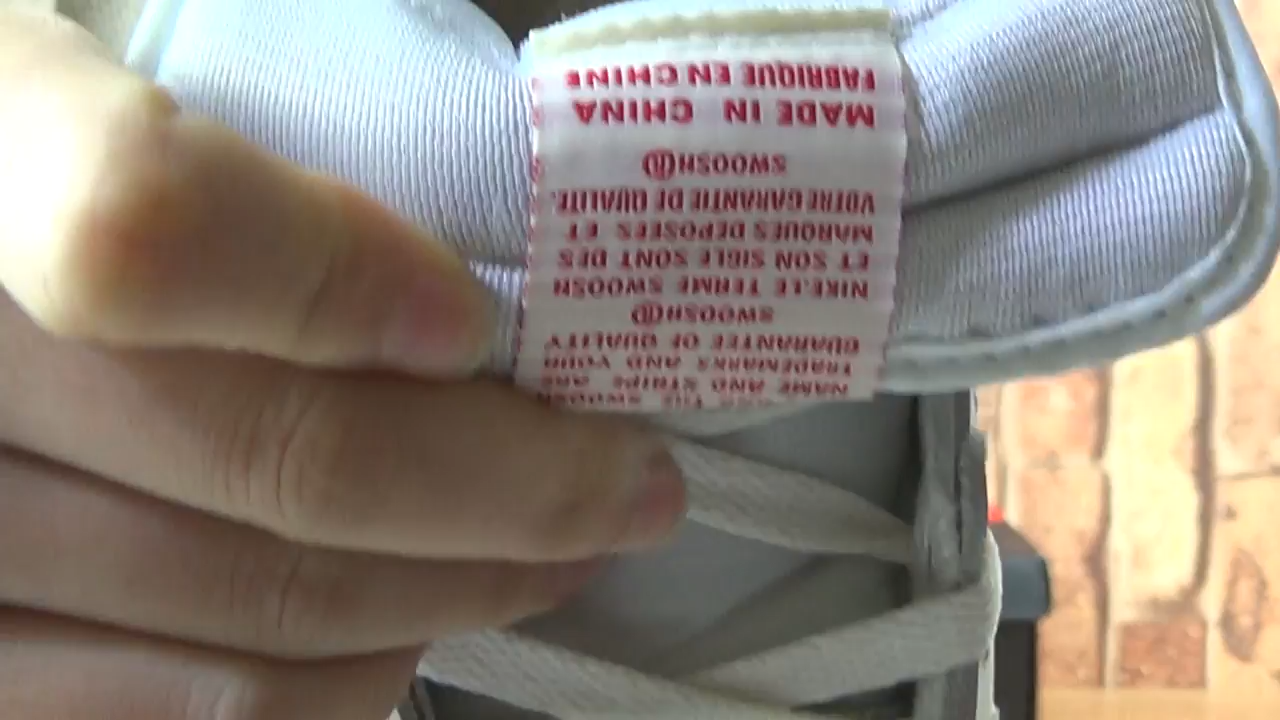 NAME AND STRIPE ARE
TRADEMARKS AND YOUR
GUARANTEE OF QUALITY
SWOOSH®
NIKE.LE TERME SWOOSH
ET SON SIGLE SONT DES
MARQUES DEPOSEES ET
VOTRE GARANTIE DE QUALITE.
SWOOSH®
MADE IN CHINA
FABRIQUE EN CHINE